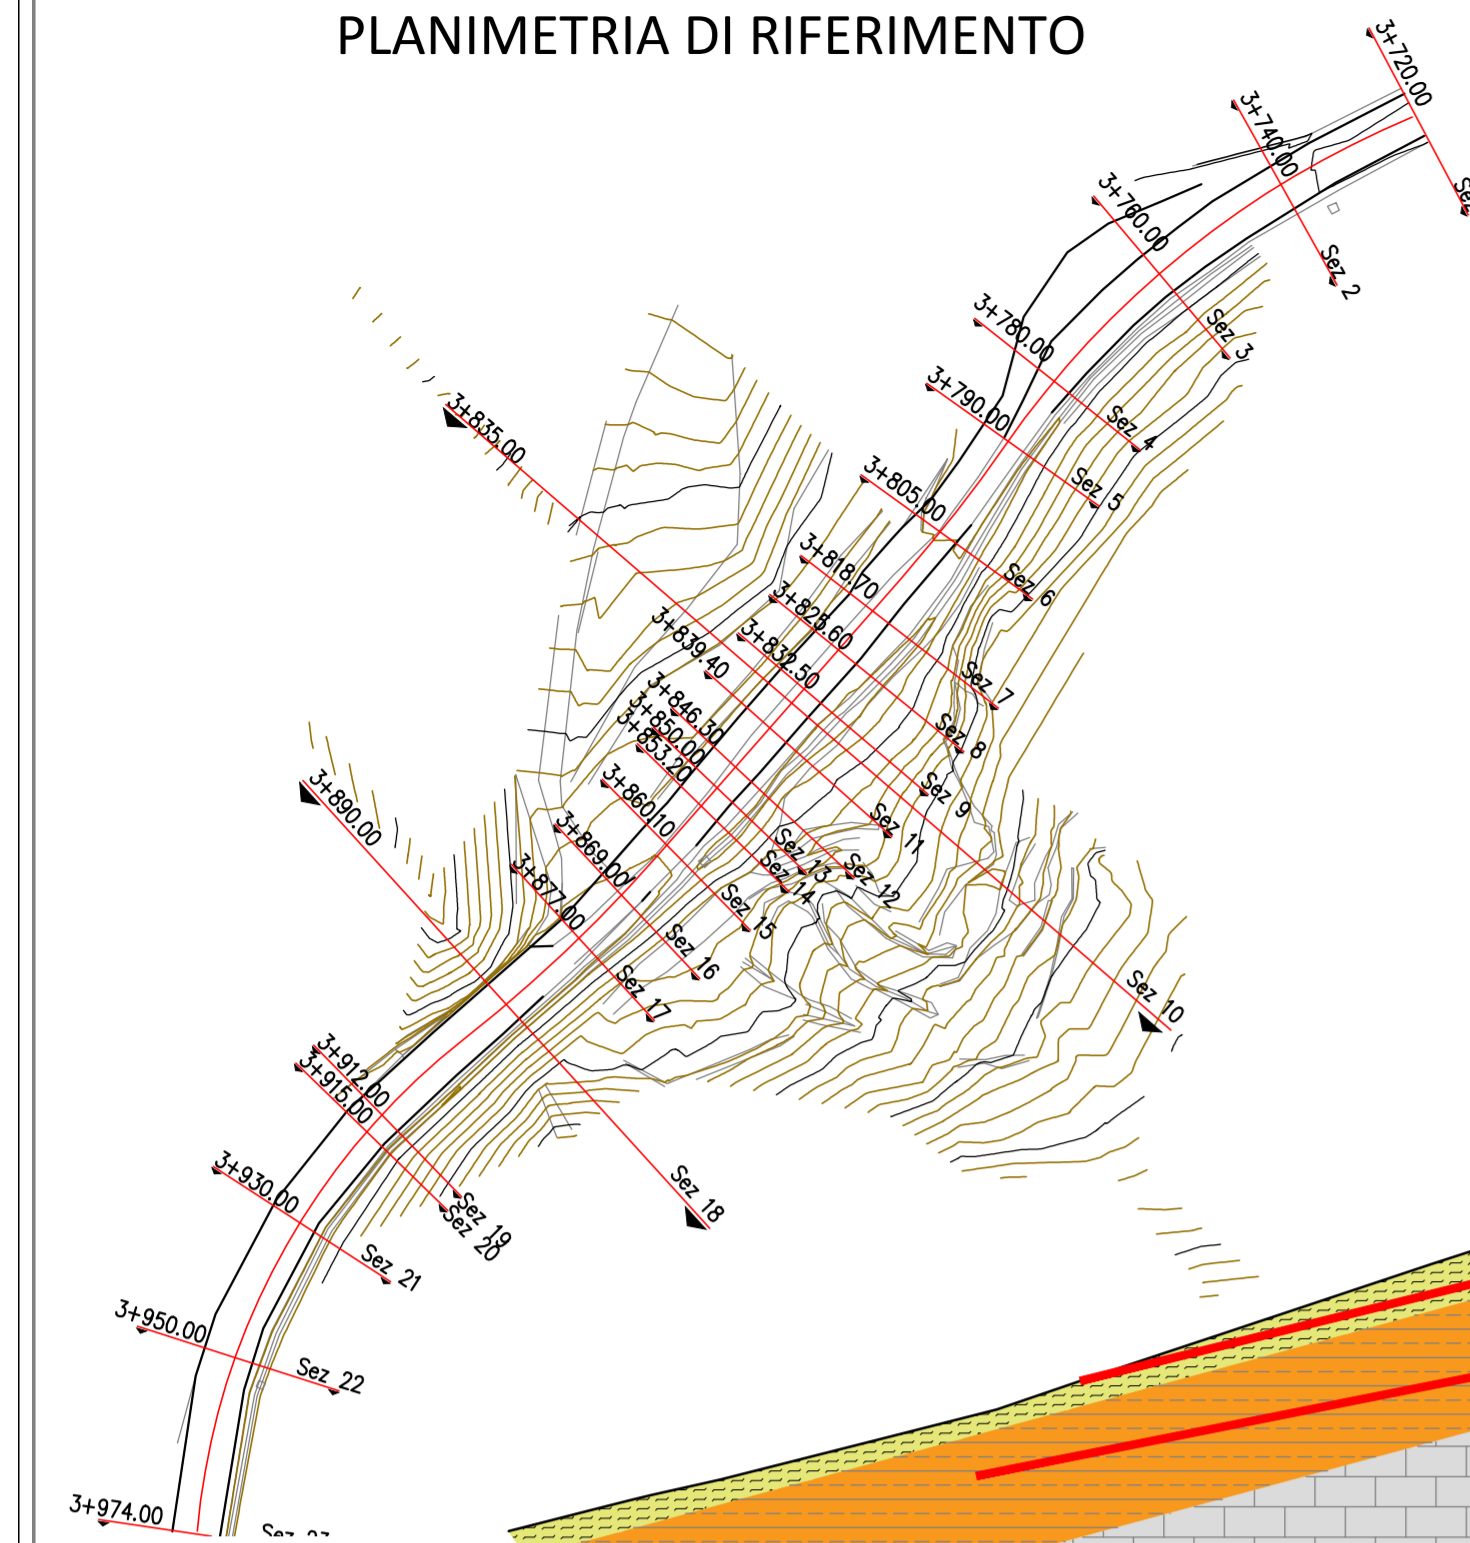 PLANIMETRIA DI RIFERIMENTO
3+720.00
3+740.00
Sez 2
3+760.00
Sez 3
3+780.00
Sez 4
3+790.00
Sez 5
3+805.00
Sez 6
3+818.70
Sez 7
3+825.60
Sez 8
3+832.50
Sez 9
3+835.00
Sez 10
3+839.40
Sez 11
3+846.30
Sez 12
3+850.00
Sez 13
3+853.20
Sez 14
3+860.10
Sez 15
3+869.00
Sez 16
3+877.00
Sez 17
3+890.00
Sez 18
3+912.00
Sez 19
3+915.00
Sez 20
3+930.00
Sez 21
3+950.00
Sez 22
3+974.00